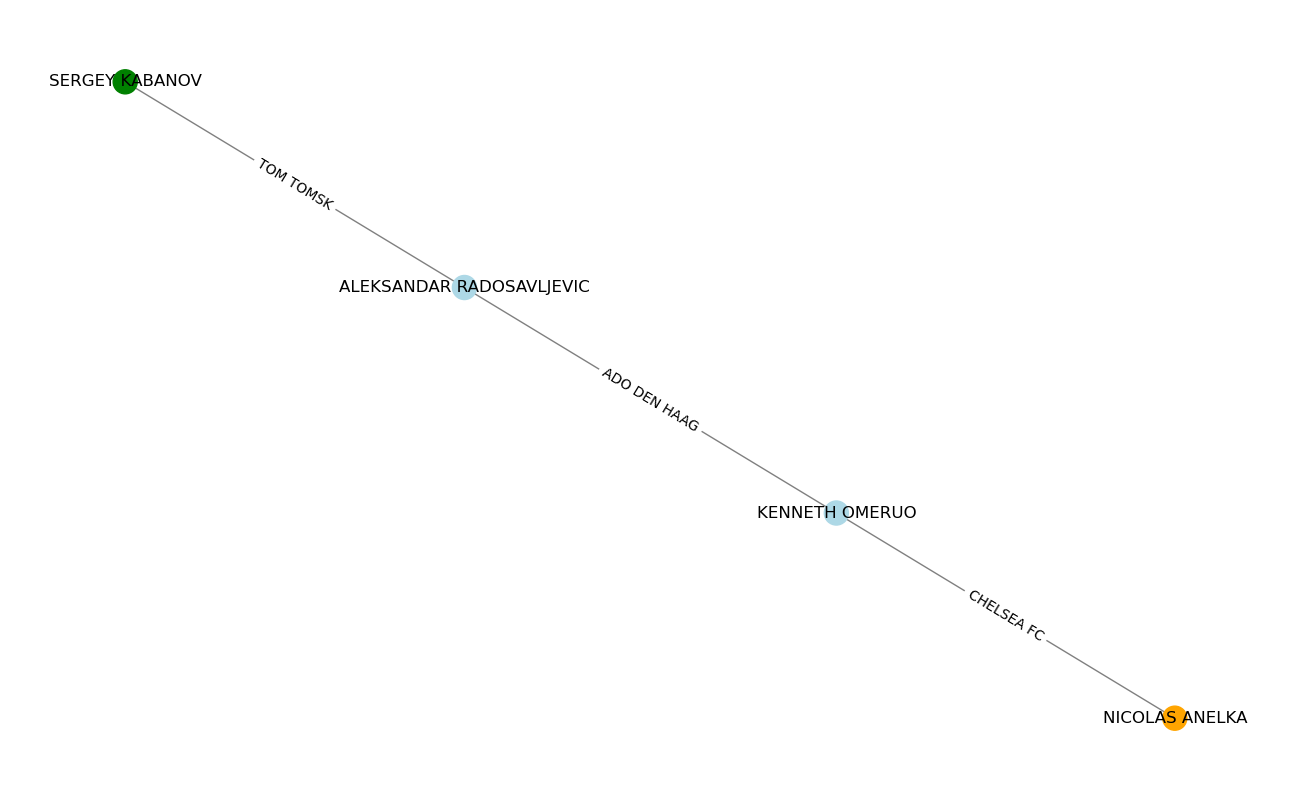 SERGEY KABANOV
TOM TOMSK
ALEKSANDAR RADOSAVLJEVIC
ADO DEN HAAG
KENNETH OMERUO
CHELSEA FC
NICOLAS ANELKA